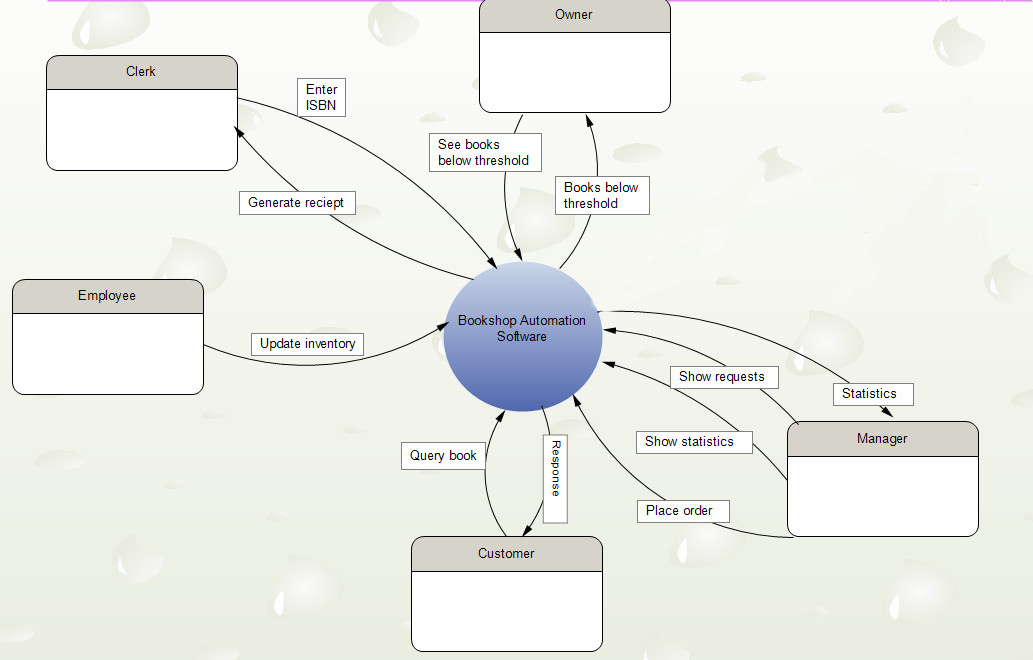 Owner
Clerk
Enter
ISBN
See books
below threshold
Books below
threshold
Generate reciept
Employee
Bookshop Automation
Software
Update inventory
Show requests
Statistics
Manager
Show statistics
Query book
Response
Place order
Customer